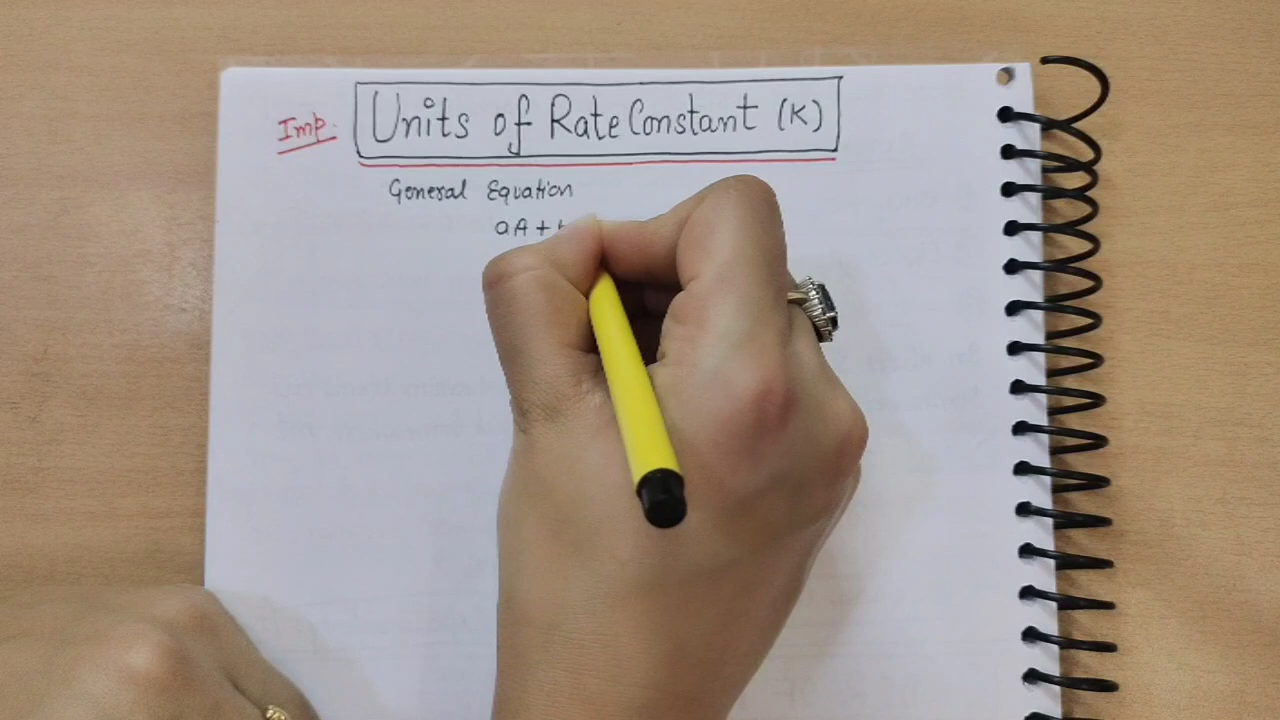 Imp. Units of Rate Constant (K)
General Equation
aA +